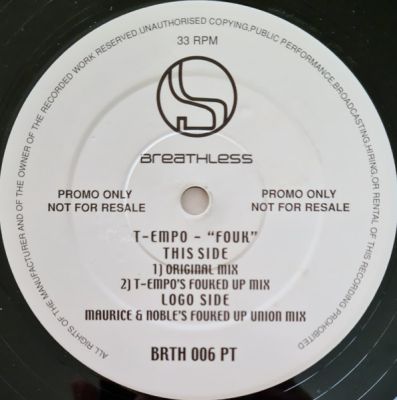 ALL RIGHTS OF THE MANUFACTURER AND OF THE OWNER OF THE RECORDED WORK RESERVED.UNAUTHORISED COPYING,PUBLIC PERFORMANCE,BROADCASTING,HIRING,OR RENTAL OF THIS RECORDING PROHIBITED
33 RPM
BREATHLESS
PROMO ONLY
NOT FOR RESALE
PROMO ONLY
NOT FOR RESALE
T-EMPO - "FOUK"
THIS SIDE
1) ORIGINAL MIX
2) T-EMPO'S FOUKED UP MIX
LOGO SIDE
MAURICE & NOBLE'S FOUKED UP UNION MIX
BRTH 006 PT